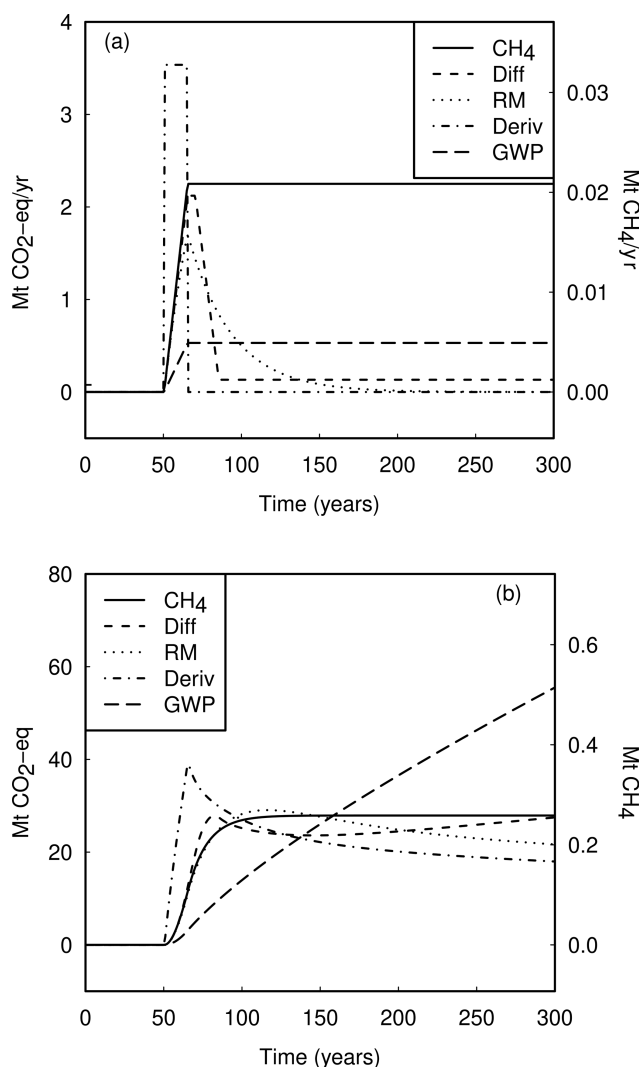 (a)
CH4
Diff
RM
Deriv
GWP
4
3
2
1
0
Mt CO2−eq/yr
0.03
0.02
0.01
0.00
Mt CH4/yr
0 50 100 150 200 250 300
Time (years)
(b)
CH4
Diff
RM
Deriv
GWP
80
60
40
20
0
Mt CO2−eq
0.6
0.4
0.2
0.0
Mt CH4
0 50 100 150 200 250 300
Time (years)